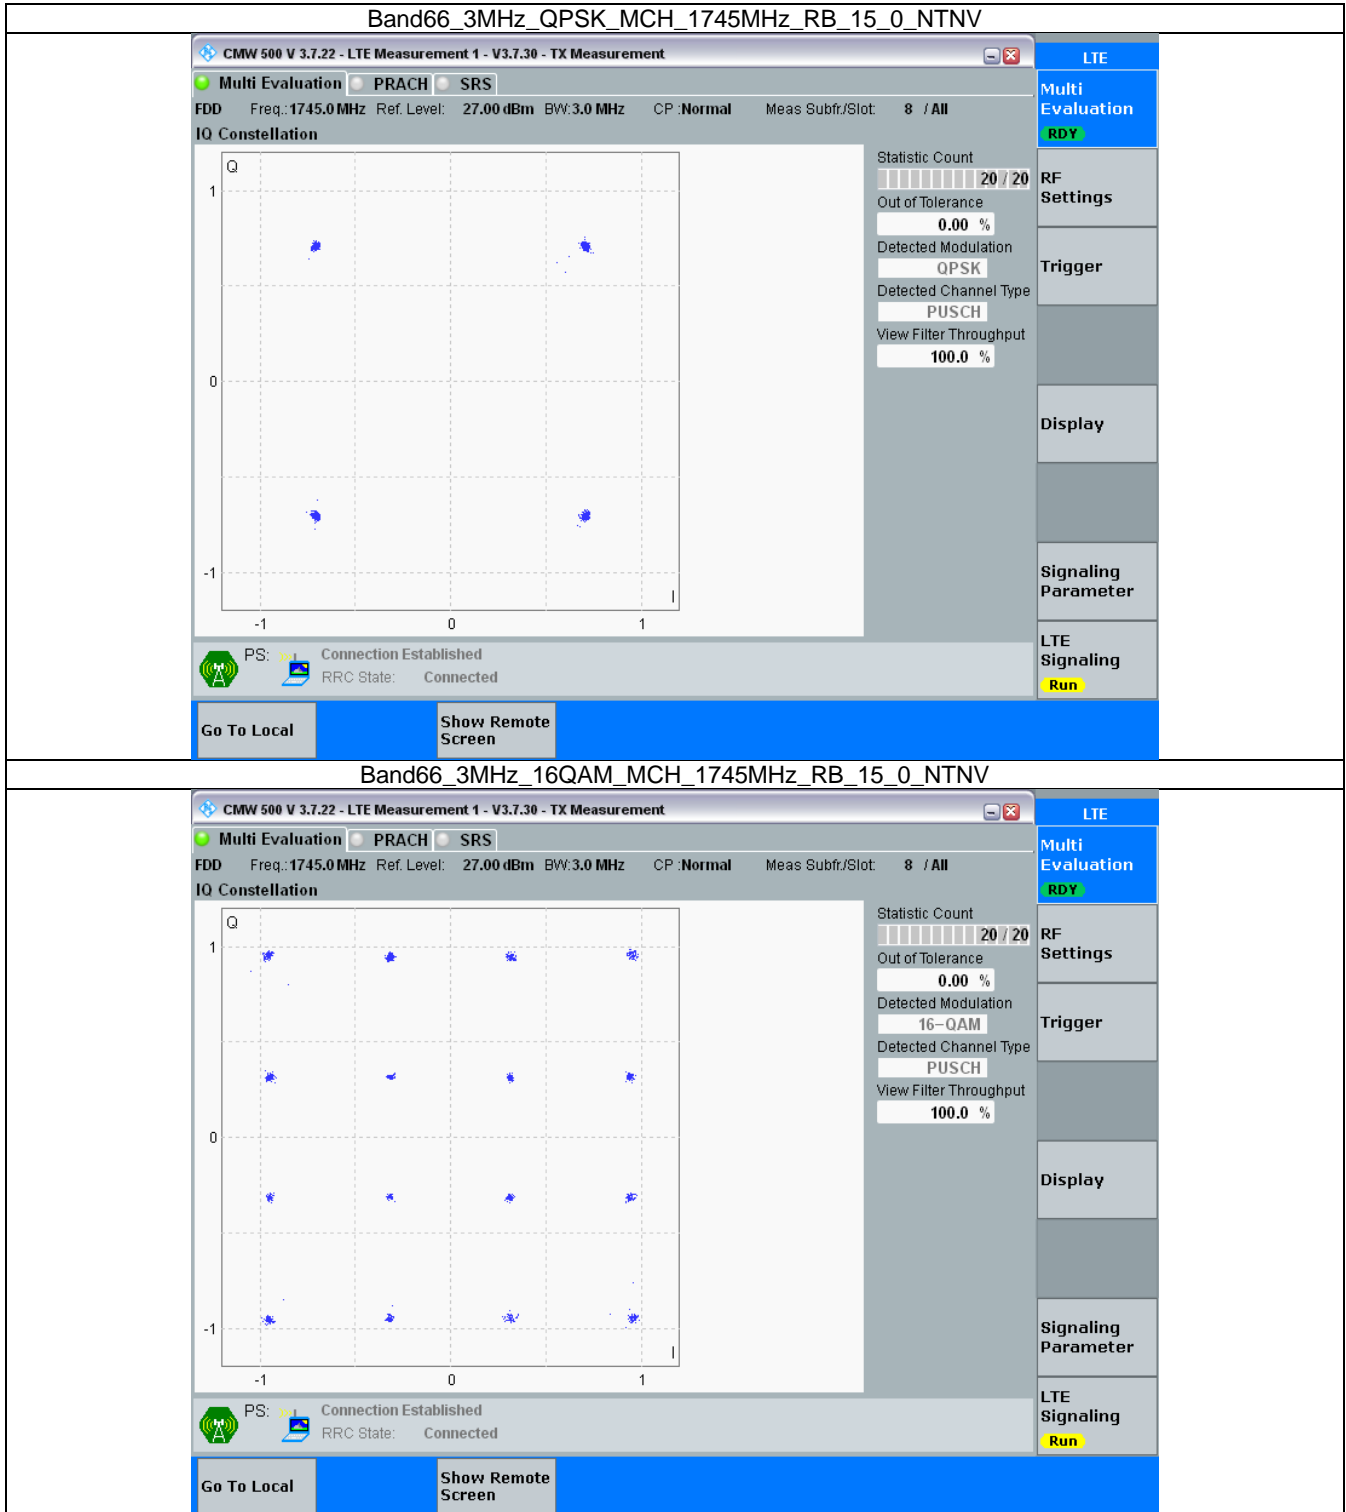 Band66_3MHz_QPSK_MCH_1745MHz_RB_15_0_NTNV
CMW 500 V 3.7.22 - LTE Measurement 1 - V3.7.30 - TX Measurement
LTE
Multi Evaluation PRACH SRS
Multi
Evaluation
RDY
FDD Freq.: 1745.0 MHz Ref. Level: 27.00 dBm BW: 3.0 MHz CP : Normal Meas Subfr./Slot: 8 / All
IQ Constellation
Q
1
0
-1
I
-1 0 1
Statistic Count
20 / 20
Out of Tolerance
0.00 %
Detected Modulation
QPSK
Detected Channel Type
PUSCH
View Filter Throughput
100.0 %
RF
Settings
Trigger
Display
Signaling
Parameter
LTE
Signaling
Run
PS: Connection Established
RRC State: Connected
Go To Local
Show Remote
Screen
Band66_3MHz_16QAM_MCH_1745MHz_RB_15_0_NTNV
CMW 500 V 3.7.22 - LTE Measurement 1 - V3.7.30 - TX Measurement
LTE
Multi Evaluation PRACH SRS
Multi
Evaluation
RDY
FDD Freq.: 1745.0 MHz Ref. Level: 27.00 dBm BW: 3.0 MHz CP : Normal Meas Subfr./Slot: 8 / All
IQ Constellation
Q
1
0
-1
I
-1 0 1
Statistic Count
20 / 20
Out of Tolerance
0.00 %
Detected Modulation
16-QAM
Detected Channel Type
PUSCH
View Filter Throughput
100.0 %
RF
Settings
Trigger
Display
Signaling
Parameter
LTE
Signaling
Run
PS: Connection Established
RRC State: Connected
Go To Local
Show Remote
Screen